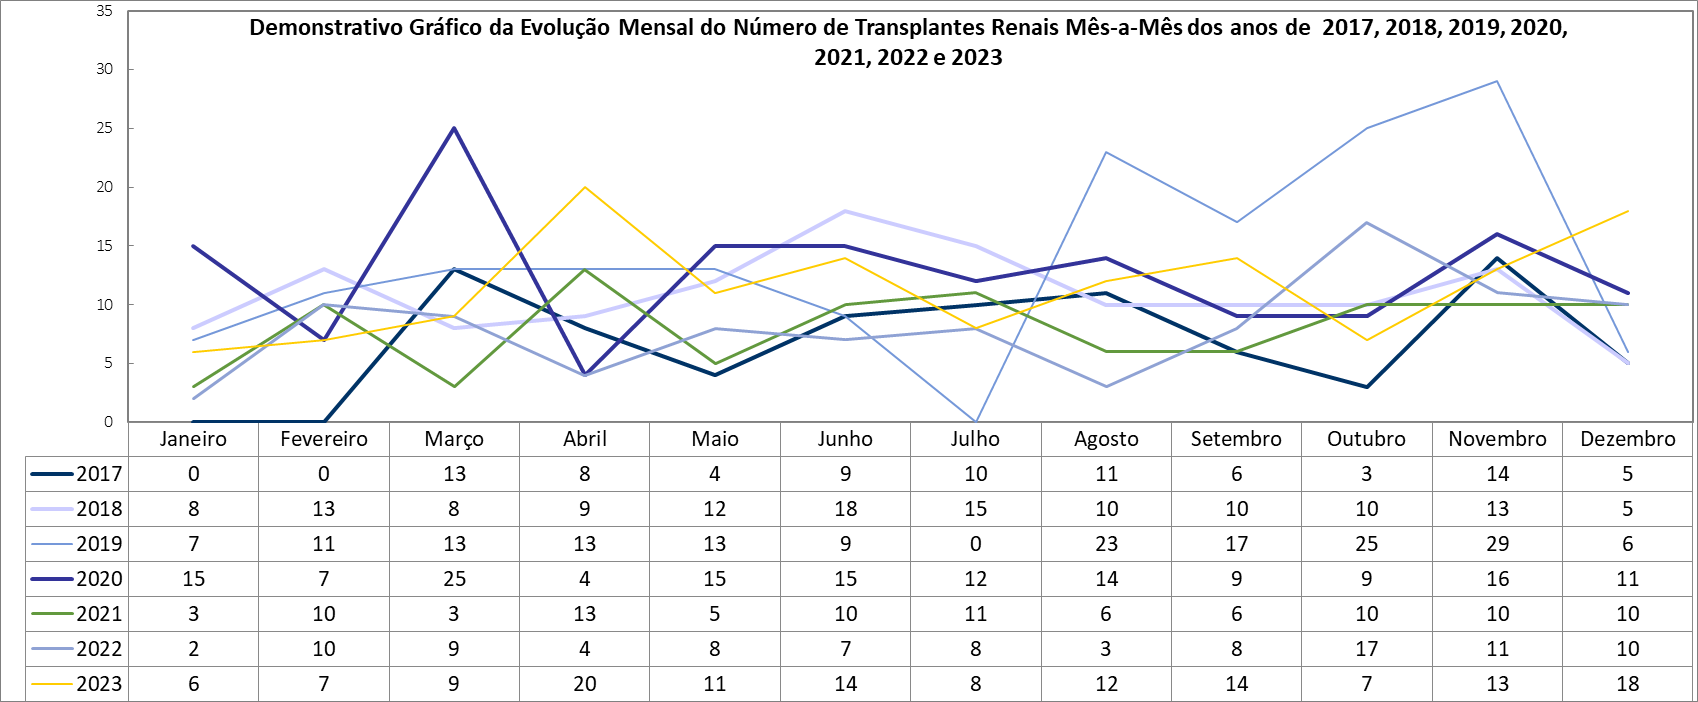 Demonstrativo Gráfico da Evolução Mensal do Número de Transplantes Renais Mês-a-Mês dos anos de 2017, 2018, 2019, 2020,
2021, 2022 e 2023
35
30
25
20
15
10
5
0
Janeiro Fevereiro Março Abril Maio Junho Julho Agosto Setembro Outubro Novembro Dezembro
2017 0 0 13 8 4 9 10 11 6 3 14 5
2018 8 13 8 9 12 18 15 10 10 10 13 5
2019 7 11 13 13 13 9 0 23 17 25 29 6
2020 15 7 25 4 15 15 12 14 9 9 16 11
2021 3 10 3 13 5 10 11 6 6 10 10 10
2022 2 10 9 4 8 7 8 3 8 17 11 10
2023 6 7 9 20 11 14 8 12 14 7 13 18